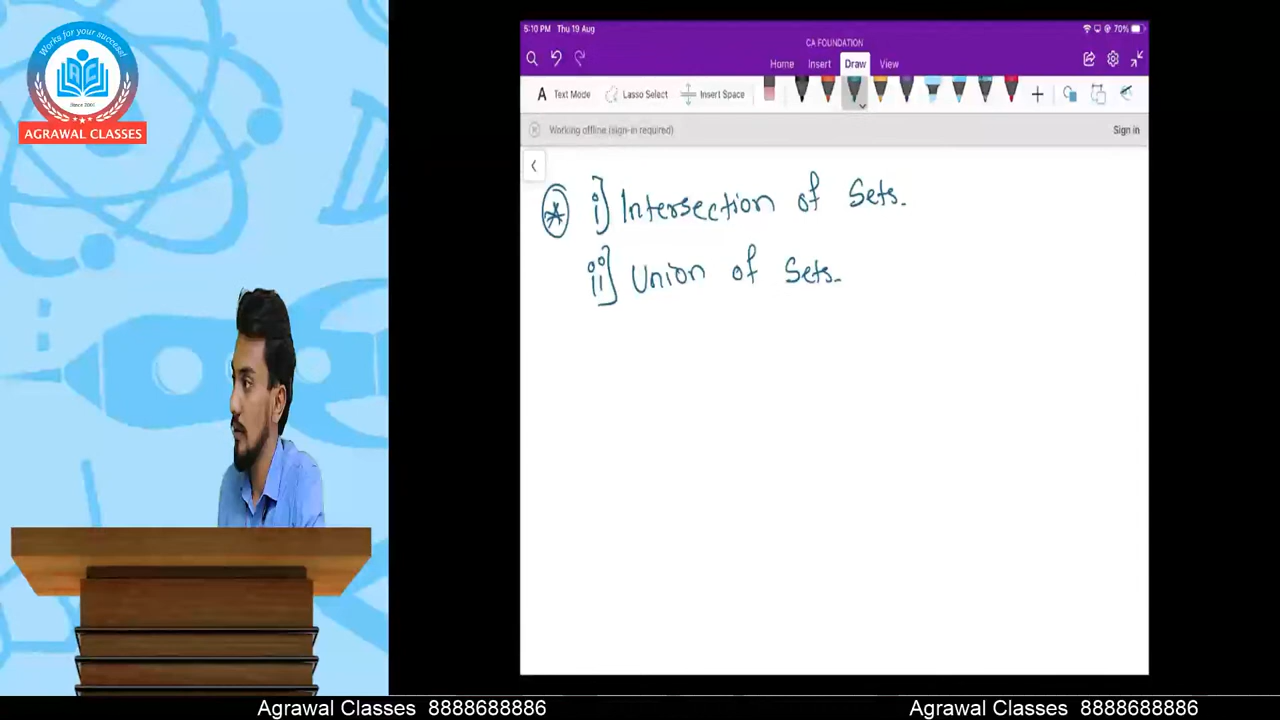 Works for your success!
AC
Since 2001
AGRAWAL CLASSES
5:10 PM Thu 19 Aug
70%
CA FOUNDATION
Home Insert Draw View
A Text Mode Lasso Select Insert Space
Working offline (sign-in required) Sign in
i] Intersection of Sets.
ii] Union of Sets.
Agrawal Classes 8888688886 Agrawal Classes 8888688886